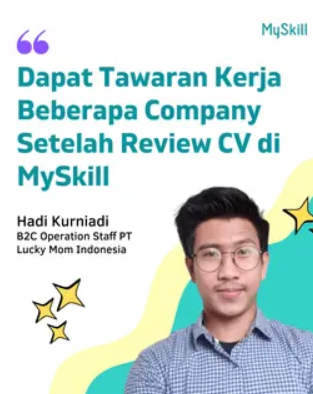 MySkill
Dapat Tawaran Kerja
Beberapa Company
Setelah Review CV di
MySkill
Hadi Kurniadi
B2C Operation Staff PT
Lucky Mom Indonesia